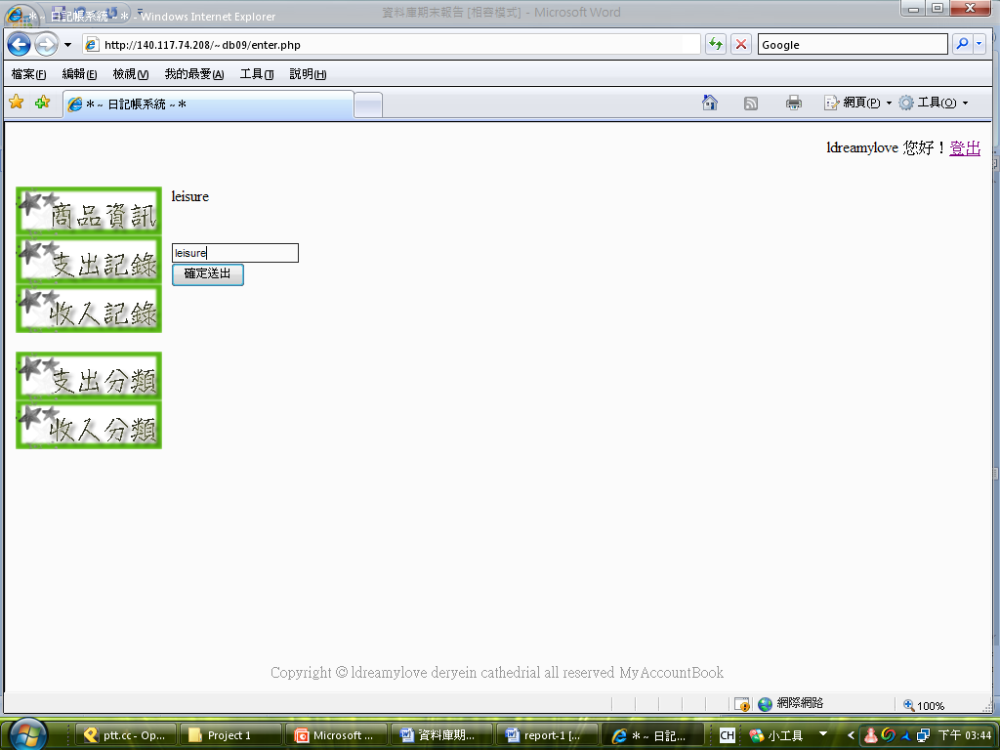 資料庫期末報告 [相容模式] - Microsoft Word
＊~ 日記帳系統 ~＊ - Windows Internet Explorer
http://140.117.74.208/~db09/enter.php
Google
檔案(F) 編輯(E) 檢視(V) 我的最愛(A) 工具(T) 說明(H)
＊~ 日記帳系統 ~＊
網頁(P) 工具(O)
ldreamylove 您好！登出
商品資訊
leisure
支出記錄
leisure
確定送出
收入記錄
支出分類
收入分類
Copyright © ldreamylove deryein cathedrial all reserved MyAccountBook
網際網路
100%
ptt.cc - Op...
Project 1
Microsoft ...
資料庫期...
report-1 [...
＊~ 日記...
CH
小工具
下午 03:44